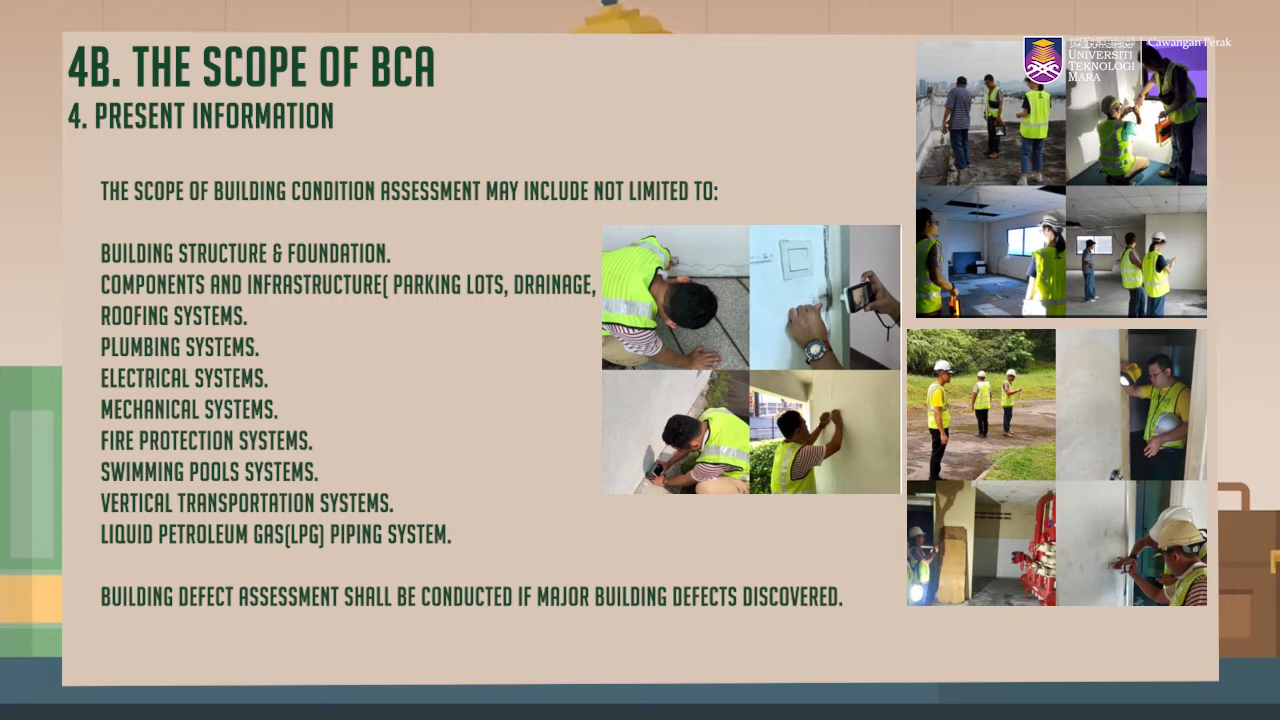 4B. THE SCOPE OF BCA
4. PRESENT INFORMATION
THE SCOPE OF BUILDING CONDITION ASSESSMENT MAY INCLUDE NOT LIMITED TO:
BUILDING STRUCTURE & FOUNDATION.
COMPONENTS AND INFRASTRUCTURE( PARKING LOTS, DRAINAGE,
ROOFING SYSTEMS.
PLUMBING SYSTEMS.
ELECTRICAL SYSTEMS.
MECHANICAL SYSTEMS.
FIRE PROTECTION SYSTEMS.
SWIMMING POOLS SYSTEMS.
VERTICAL TRANSPORTATION SYSTEMS.
LIQUID PETROLEUM GAS(LPG) PIPING SYSTEM.
BUILDING DEFECT ASSESSMENT SHALL BE CONDUCTED IF MAJOR BUILDING DEFECTS DISCOVERED.
UNIVERSITI
TEKNOLOGI
MARA
Cawangan Perak